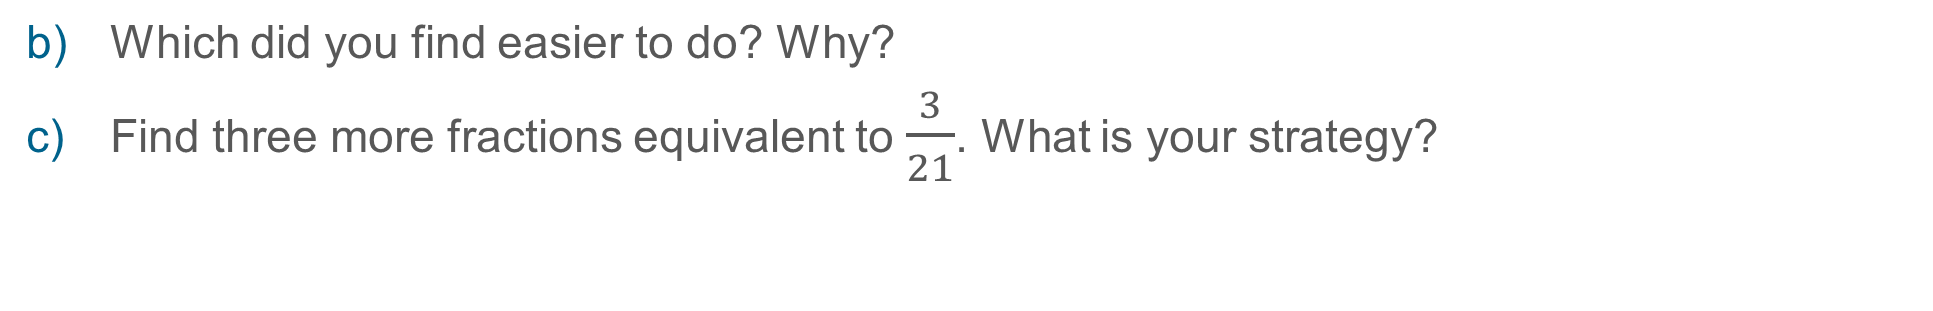 b) Which did you find easier to do? Why?
c) Find three more fractions equivalent to 3/21. What is your strategy?